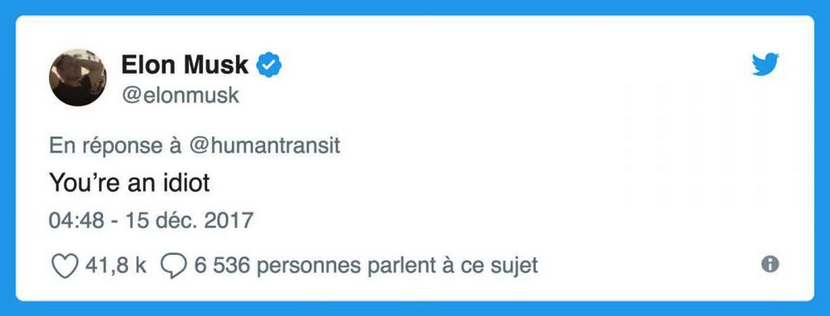 Elon Musk
@elonmusk
En réponse à @humantransit
You're an idiot
04:48 - 15 déc. 2017
41,8 k 6 536 personnes parlent à ce sujet